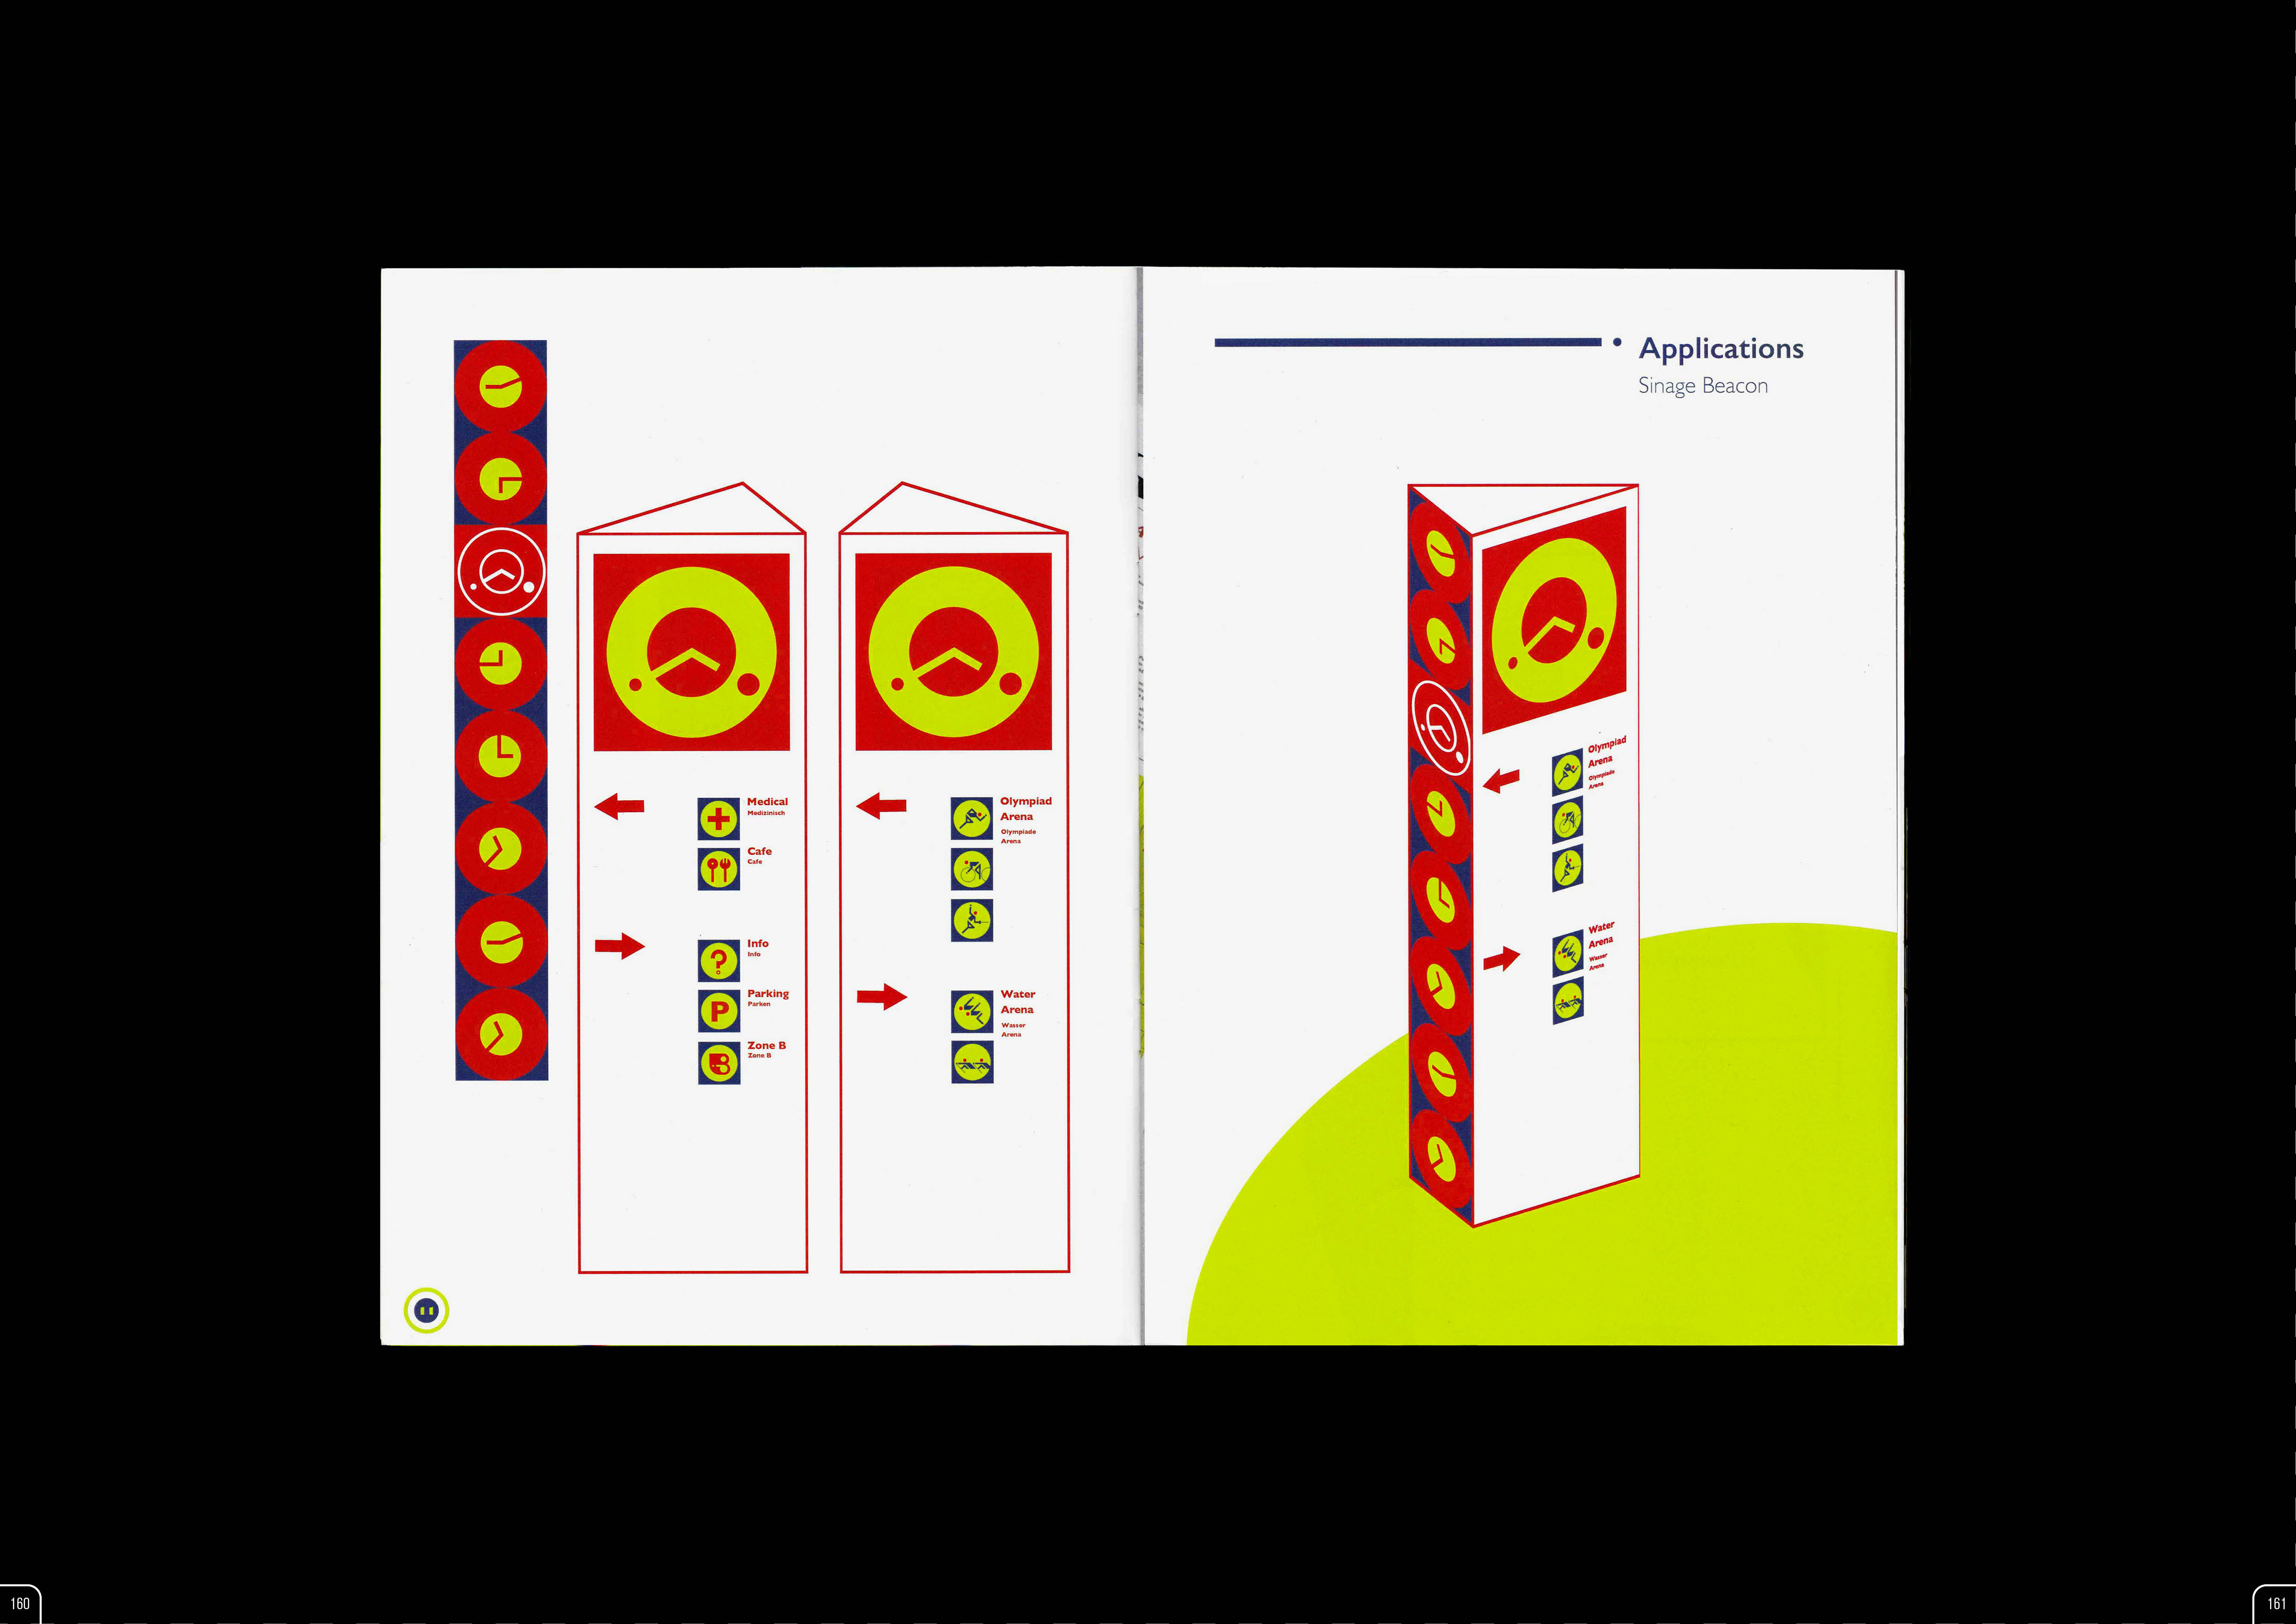 Medical
Medizinisch
Cafe
Cafe
Info
Info
P
Parking
Parken
B
Zone B
Zone B
Olympiad
Arena
Olympiade
Arena
Water
Arena
Wasser
Arena
11
Applications
Sinage Beacon
Olympiad
Arena
Olympiade
Arena
Water
Arena
Wasser
Arena
160
161